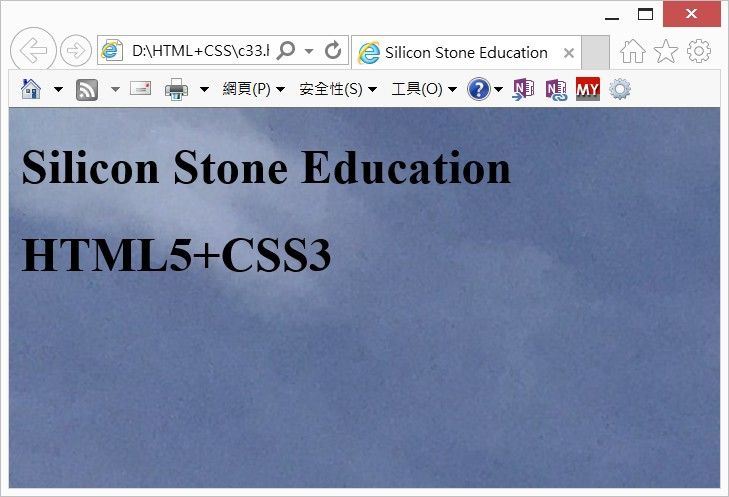 D:\HTML+CSS\c33.h
Silicon Stone Education
網頁(P) 安全性(S) 工具(O) ? N N MY
Silicon Stone Education
HTML5+CSS3